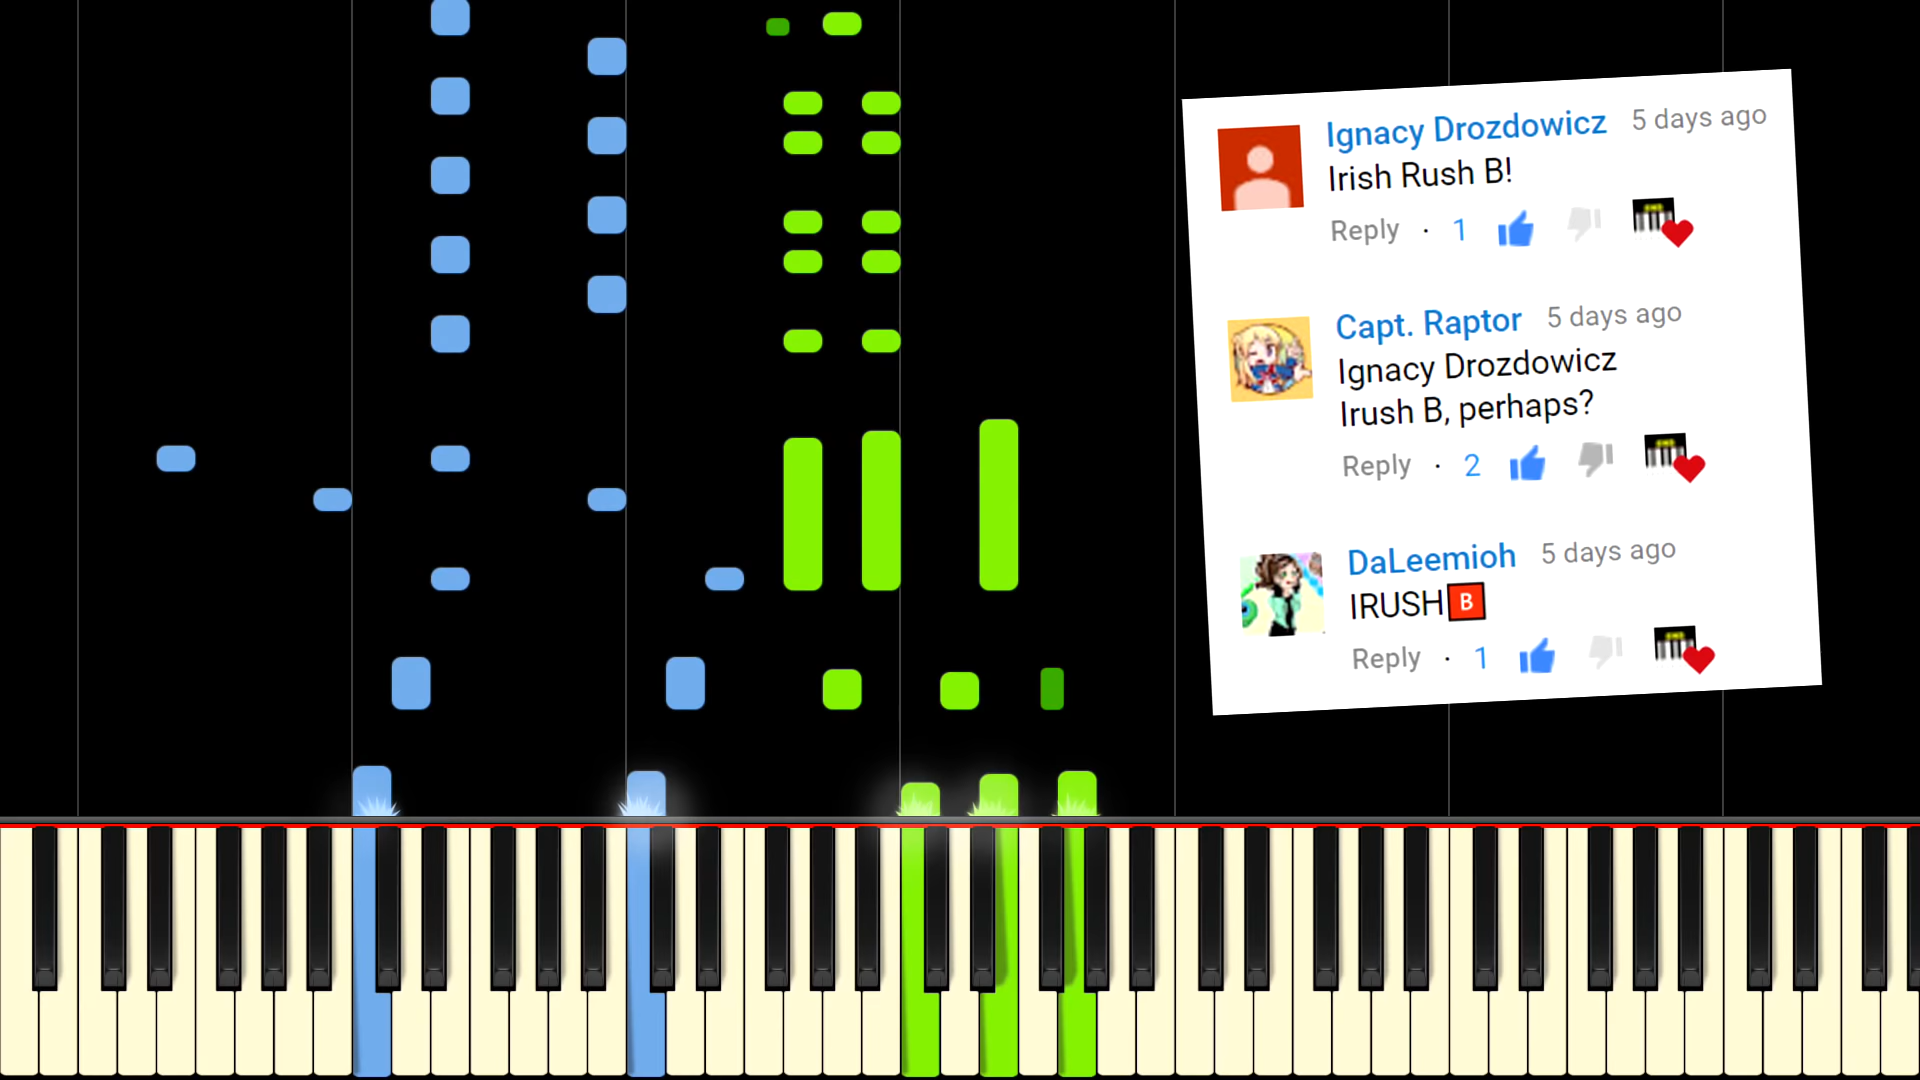 Ignacy Drozdowicz 5 days ago
Irish Rush B!
Reply · 1
Capt. Raptor 5 days ago
Ignacy Drozdowicz
Irush B, perhaps?
Reply · 2
DaLeemioh 5 days ago
IRUSH B
Reply · 1